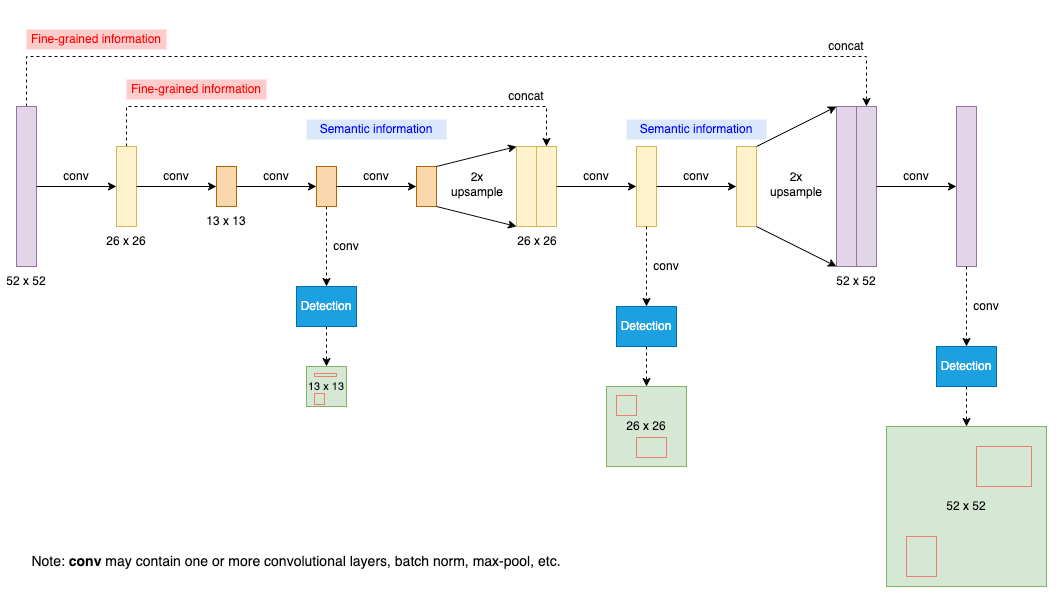 Fine-grained information
concat
Fine-grained information
concat
Semantic information
Semantic information
conv
conv
conv
conv
2x
upsample
conv
conv
2x
upsample
conv
13 x 13
26 x 26
26 x 26
52 x 52
52 x 52
conv
conv
conv
Detection
Detection
Detection
13 x 13
26 x 26
52 x 52
Note: conv may contain one or more convolutional layers, batch norm, max-pool, etc.